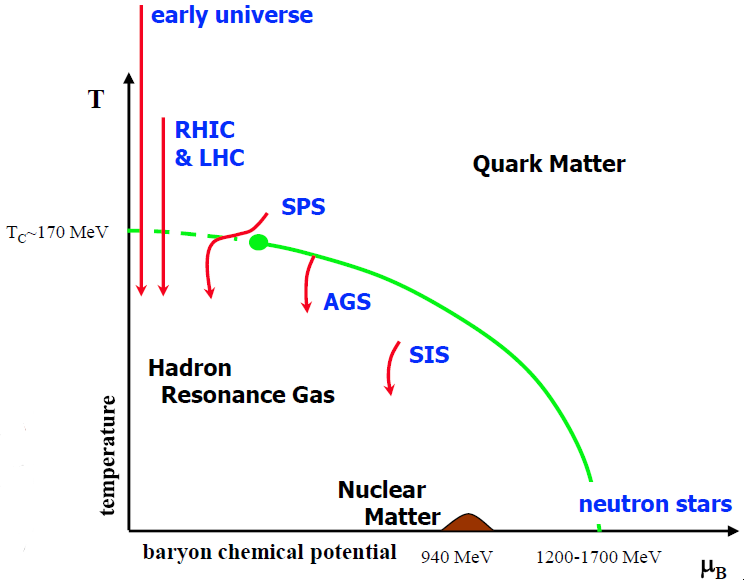 early universe
T
RHIC
& LHC
Quark Matter
SPS
T_C~170 MeV
AGS
SIS
Hadron
Resonance Gas
temperature
Nuclear
Matter
neutron stars
baryon chemical potential
940 MeV
1200-1700 MeV
μ_B